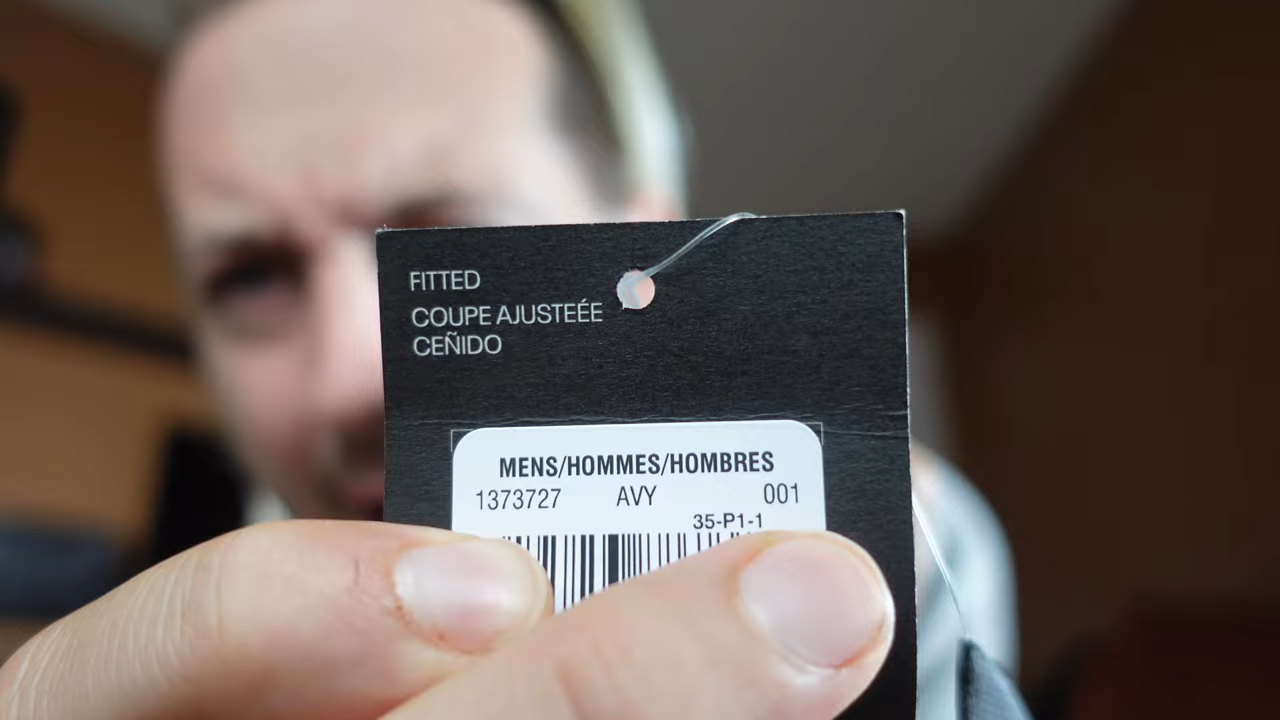 FITTED
COUPE AJUSTEÉE
CEÑIDO
MENS/HOMMES/HOMBRES
1373727 AVY 001
35-P1-1